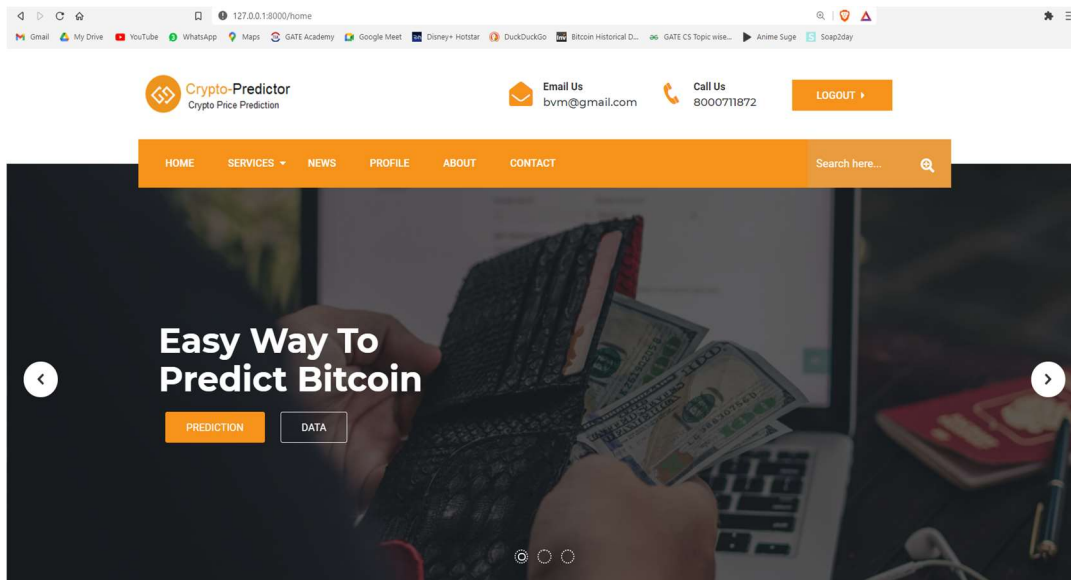 127.0.0.1:8000/home
Gmail My Drive YouTube WhatsApp Maps GATE Academy Google Meet Disney+ Hotstar DuckDuckGo Bitcoin Historical D... GATE CS Topic wise... Anime Suge Soap2day
Crypto-Predictor
Crypto Price Prediction
Email Us
bvm@gmail.com
Call Us
8000711872
LOGOUT
HOME SERVICES NEWS PROFILE ABOUT CONTACT Search here...
Easy Way To
Predict Bitcoin
PREDICTION DATA